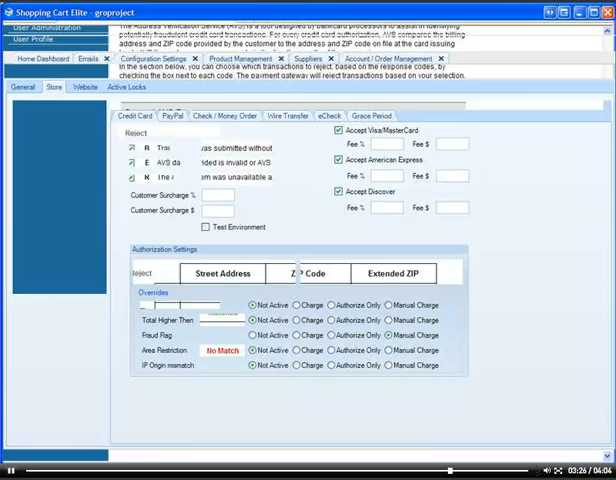 Shopping Cart Elite - groproject
User Administration
The Address Verification Service (AVS) is a tool designed by bankcard processors to assist in identifying
potentially fraudulent credit card transactions. For every credit card authorization, AVS compares the billing
User Profile
address and ZIP code provided by the customer to the address and ZIP code on file at the card issuing
Home Dashboard Emails Configuration Settings Product Management Suppliers Account / Order Management
In the section below, you can choose which transactions to reject, based on the response codes, by
checking the box next to each code. The payment gateway will reject transactions based on your selection.
General Store Website Active Locks
Credit Card PayPal Check / Money Order Wire Transfer eCheck Grace Period
Reject
Accept Visa/MasterCard
R was submitted without
Fee % Fee $
E AVS da ided is invalid or AVS
Accept American Express
The em was unavailable a
Fee % Fee $
Customer Surcharge %
Accept Discover
Customer Surcharge $
Fee % Fee $
Test Environment
Authorization Settings
Reject Street Address ZIP Code Extended ZIP
Overrides
Not Active Charge Authorize Only Manual Charge
Total Higher Then Not Active Charge Authorize Only Manual Charge
Fraud Flag Not Active Charge Authorize Only Manual Charge
Area Restriction No Match Not Active Charge Authorize Only Manual Charge
IP Origin mismatch Not Active Charge Authorize Only Manual Charge
03:26 / 04:04